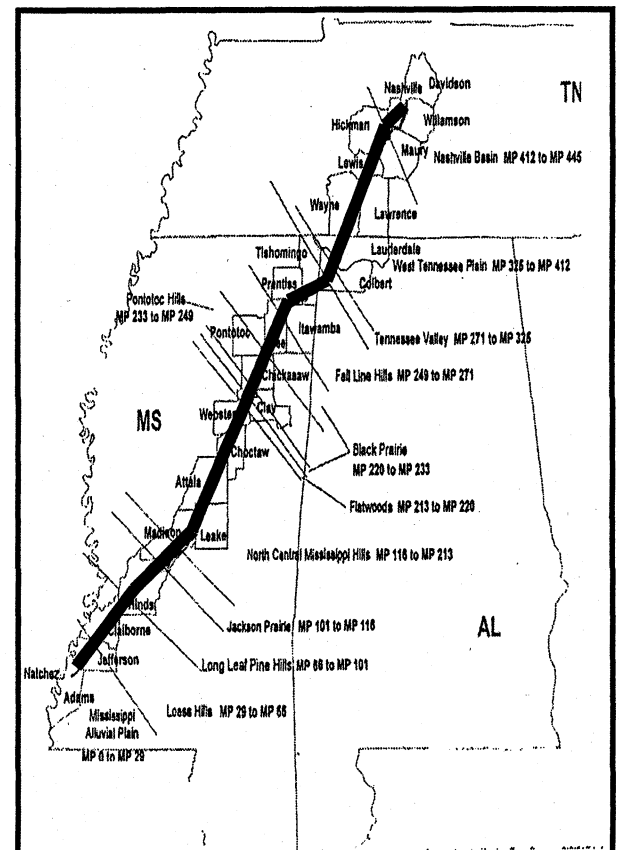 Nashville
Davidson
TN
Hickman
Williamson
Maury
Nashville Basin MP 412 to MP 445
Lewis
Wayne
Lawrence
Tishomingo
Lauderdale
West Tennessee Plain MP 325 to MP 412
Prentiss
Colbert
Pontotoc Hills
MP 233 to MP 249
Itawamba
Pontotoc
Tennessee Valley MP 271 to MP 325
Chickasaw
Fall Line Hills MP 249 to MP 271
MS
Webster
Clay
Choctaw
Black Prairie
MP 220 to MP 233
Attala
Flatwoods MP 213 to MP 220
Madison
Leake
North Central Mississippi Hills MP 116 to MP 213
AL
Hinds
Jackson Prairie MP 101 to MP 116
Claiborne
Jefferson
Long Leaf Pine Hills MP 66 to MP 101
Natchez
Adams
Loess Hills MP 29 to MP 66
Mississippi
Alluvial Plain
MP 0 to MP 29